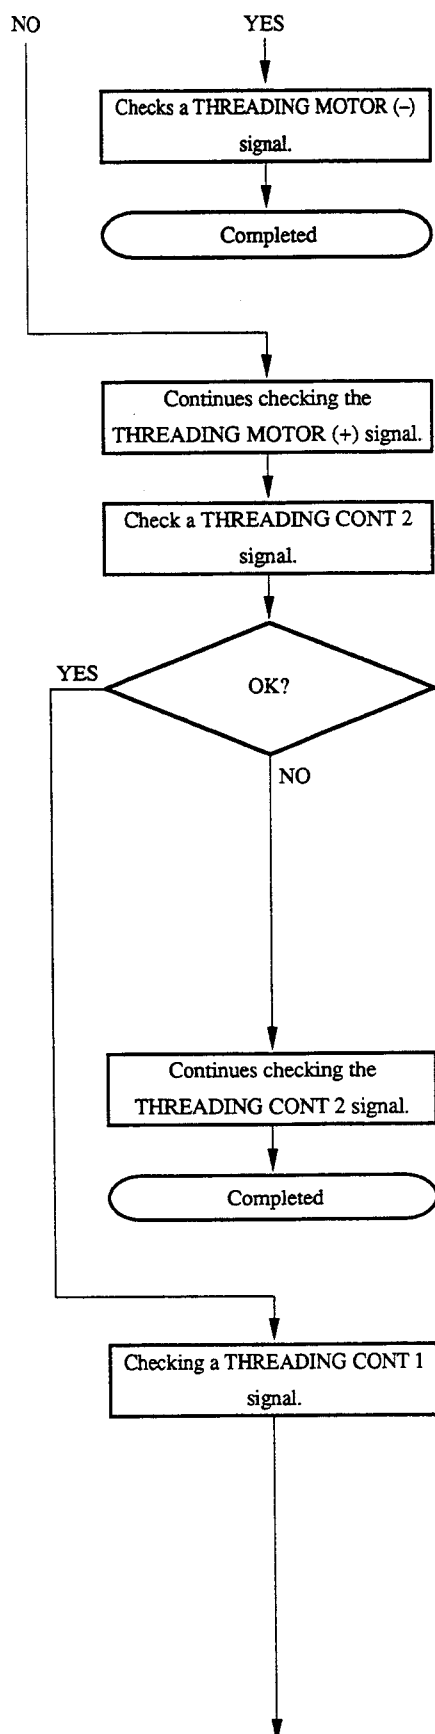 NO
YES
Checks a THREADING MOTOR (–)
signal.
Completed
Continues checking the
THREADING MOTOR (+) signal.
Check a THREADING CONT 2
signal.
YES
OK?
NO
Continues checking the
THREADING CONT 2 signal.
Completed
Checking a THREADING CONT 1
signal.